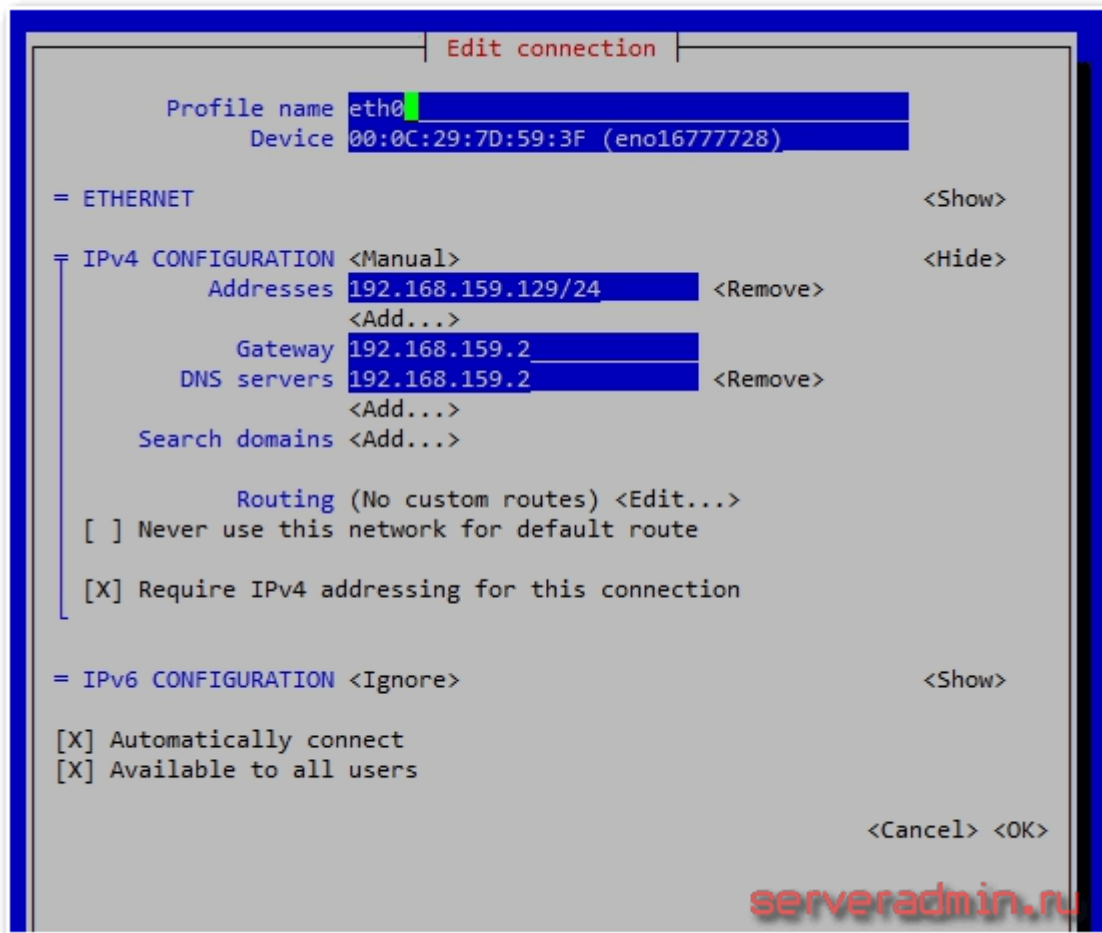 Edit connection
Profile name eth0
Device 00:0C:29:7D:59:3F (eno16777728)
= ETHERNET <Show>
= IPv4 CONFIGURATION <Manual> <Hide>
Addresses 192.168.159.129/24 <Remove>
<Add...>
Gateway 192.168.159.2
DNS servers 192.168.159.2 <Remove>
<Add...>
Search domains <Add...>
Routing (No custom routes) <Edit...>
[ ] Never use this network for default route
[X] Require IPv4 addressing for this connection
= IPv6 CONFIGURATION <Ignore> <Show>
[X] Automatically connect
[X] Available to all users
<Cancel> <OK>
serveradmin.ru